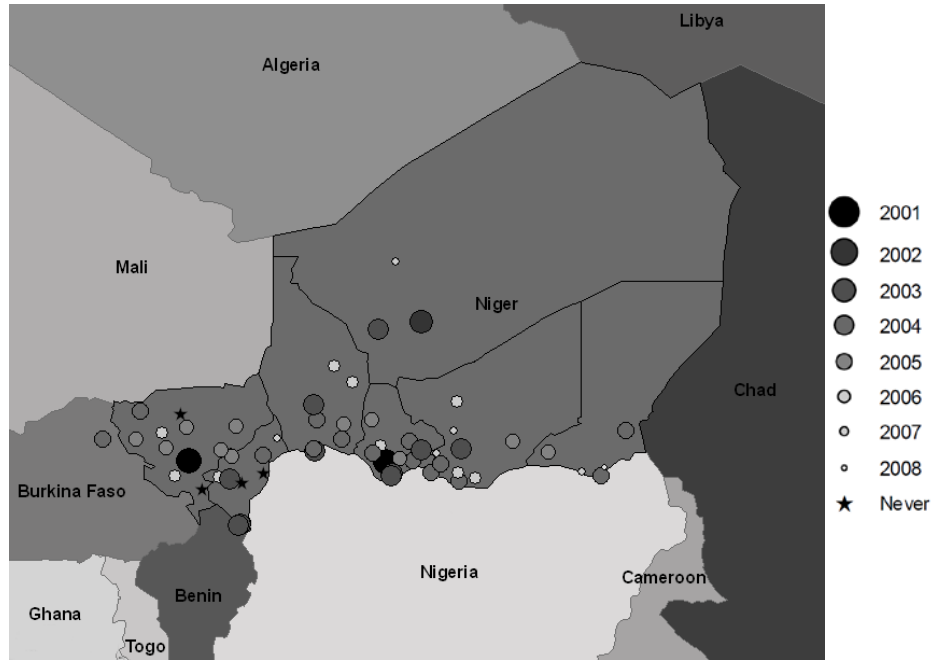 Libya
Algeria
Mali
Niger
Chad
Burkina Faso
Nigeria
Cameroon
Benin
Ghana
Togo
2001
2002
2003
2004
2005
2006
2007
2008
Never